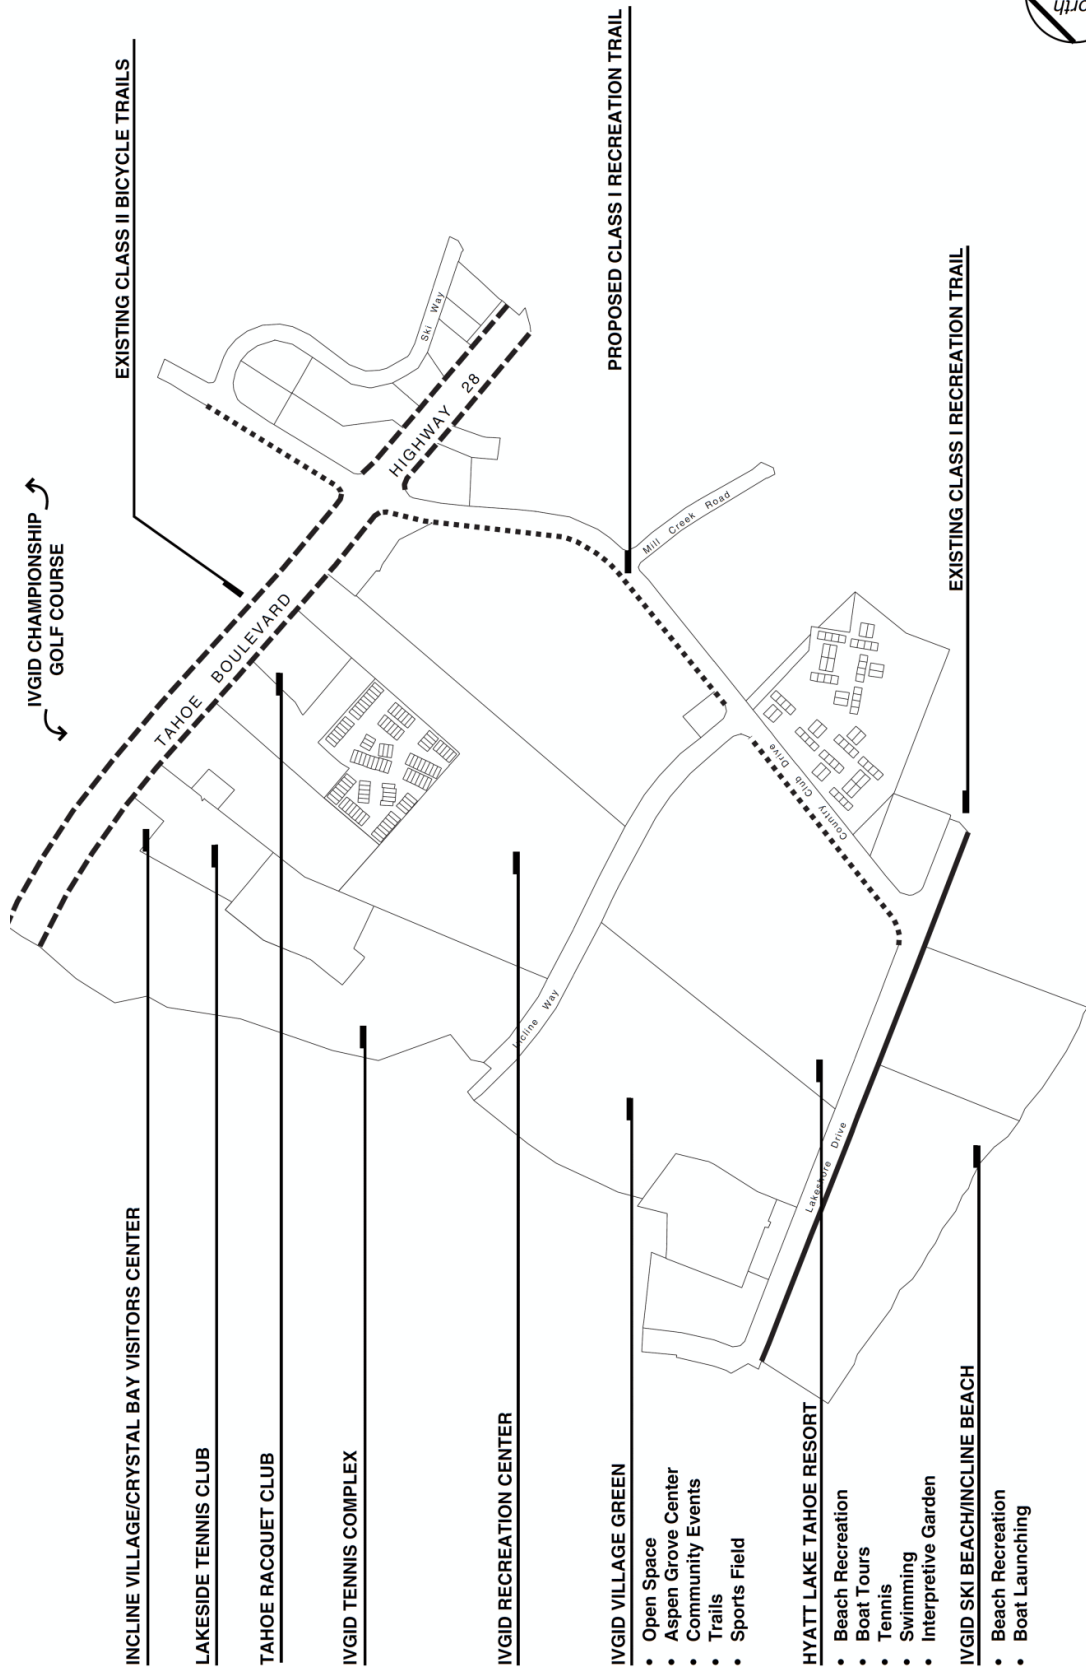 IVGID CHAMPIONSHIP
GOLF COURSE
EXISTING CLASS II BICYCLE TRAILS
PROPOSED CLASS I RECREATION TRAIL
EXISTING CLASS I RECREATION TRAIL
TAHOE BOULEVARD
HIGHWAY 28
Ski Way
Mill Creek Road
Country Club Drive
Incline Way
Lakeshore Drive
INCLINE VILLAGE/CRYSTAL BAY VISITORS CENTER
LAKESIDE TENNIS CLUB
TAHOE RACQUET CLUB
IVGID TENNIS COMPLEX
IVGID RECREATION CENTER
IVGID VILLAGE GREEN
• Open Space
• Aspen Grove Center
• Community Events
• Trails
• Sports Field
HYATT LAKE TAHOE RESORT
• Beach Recreation
• Boat Tours
• Tennis
• Swimming
• Interpretive Garden
IVGID SKI BEACH/INCLINE BEACH
• Beach Recreation
• Boat Launching